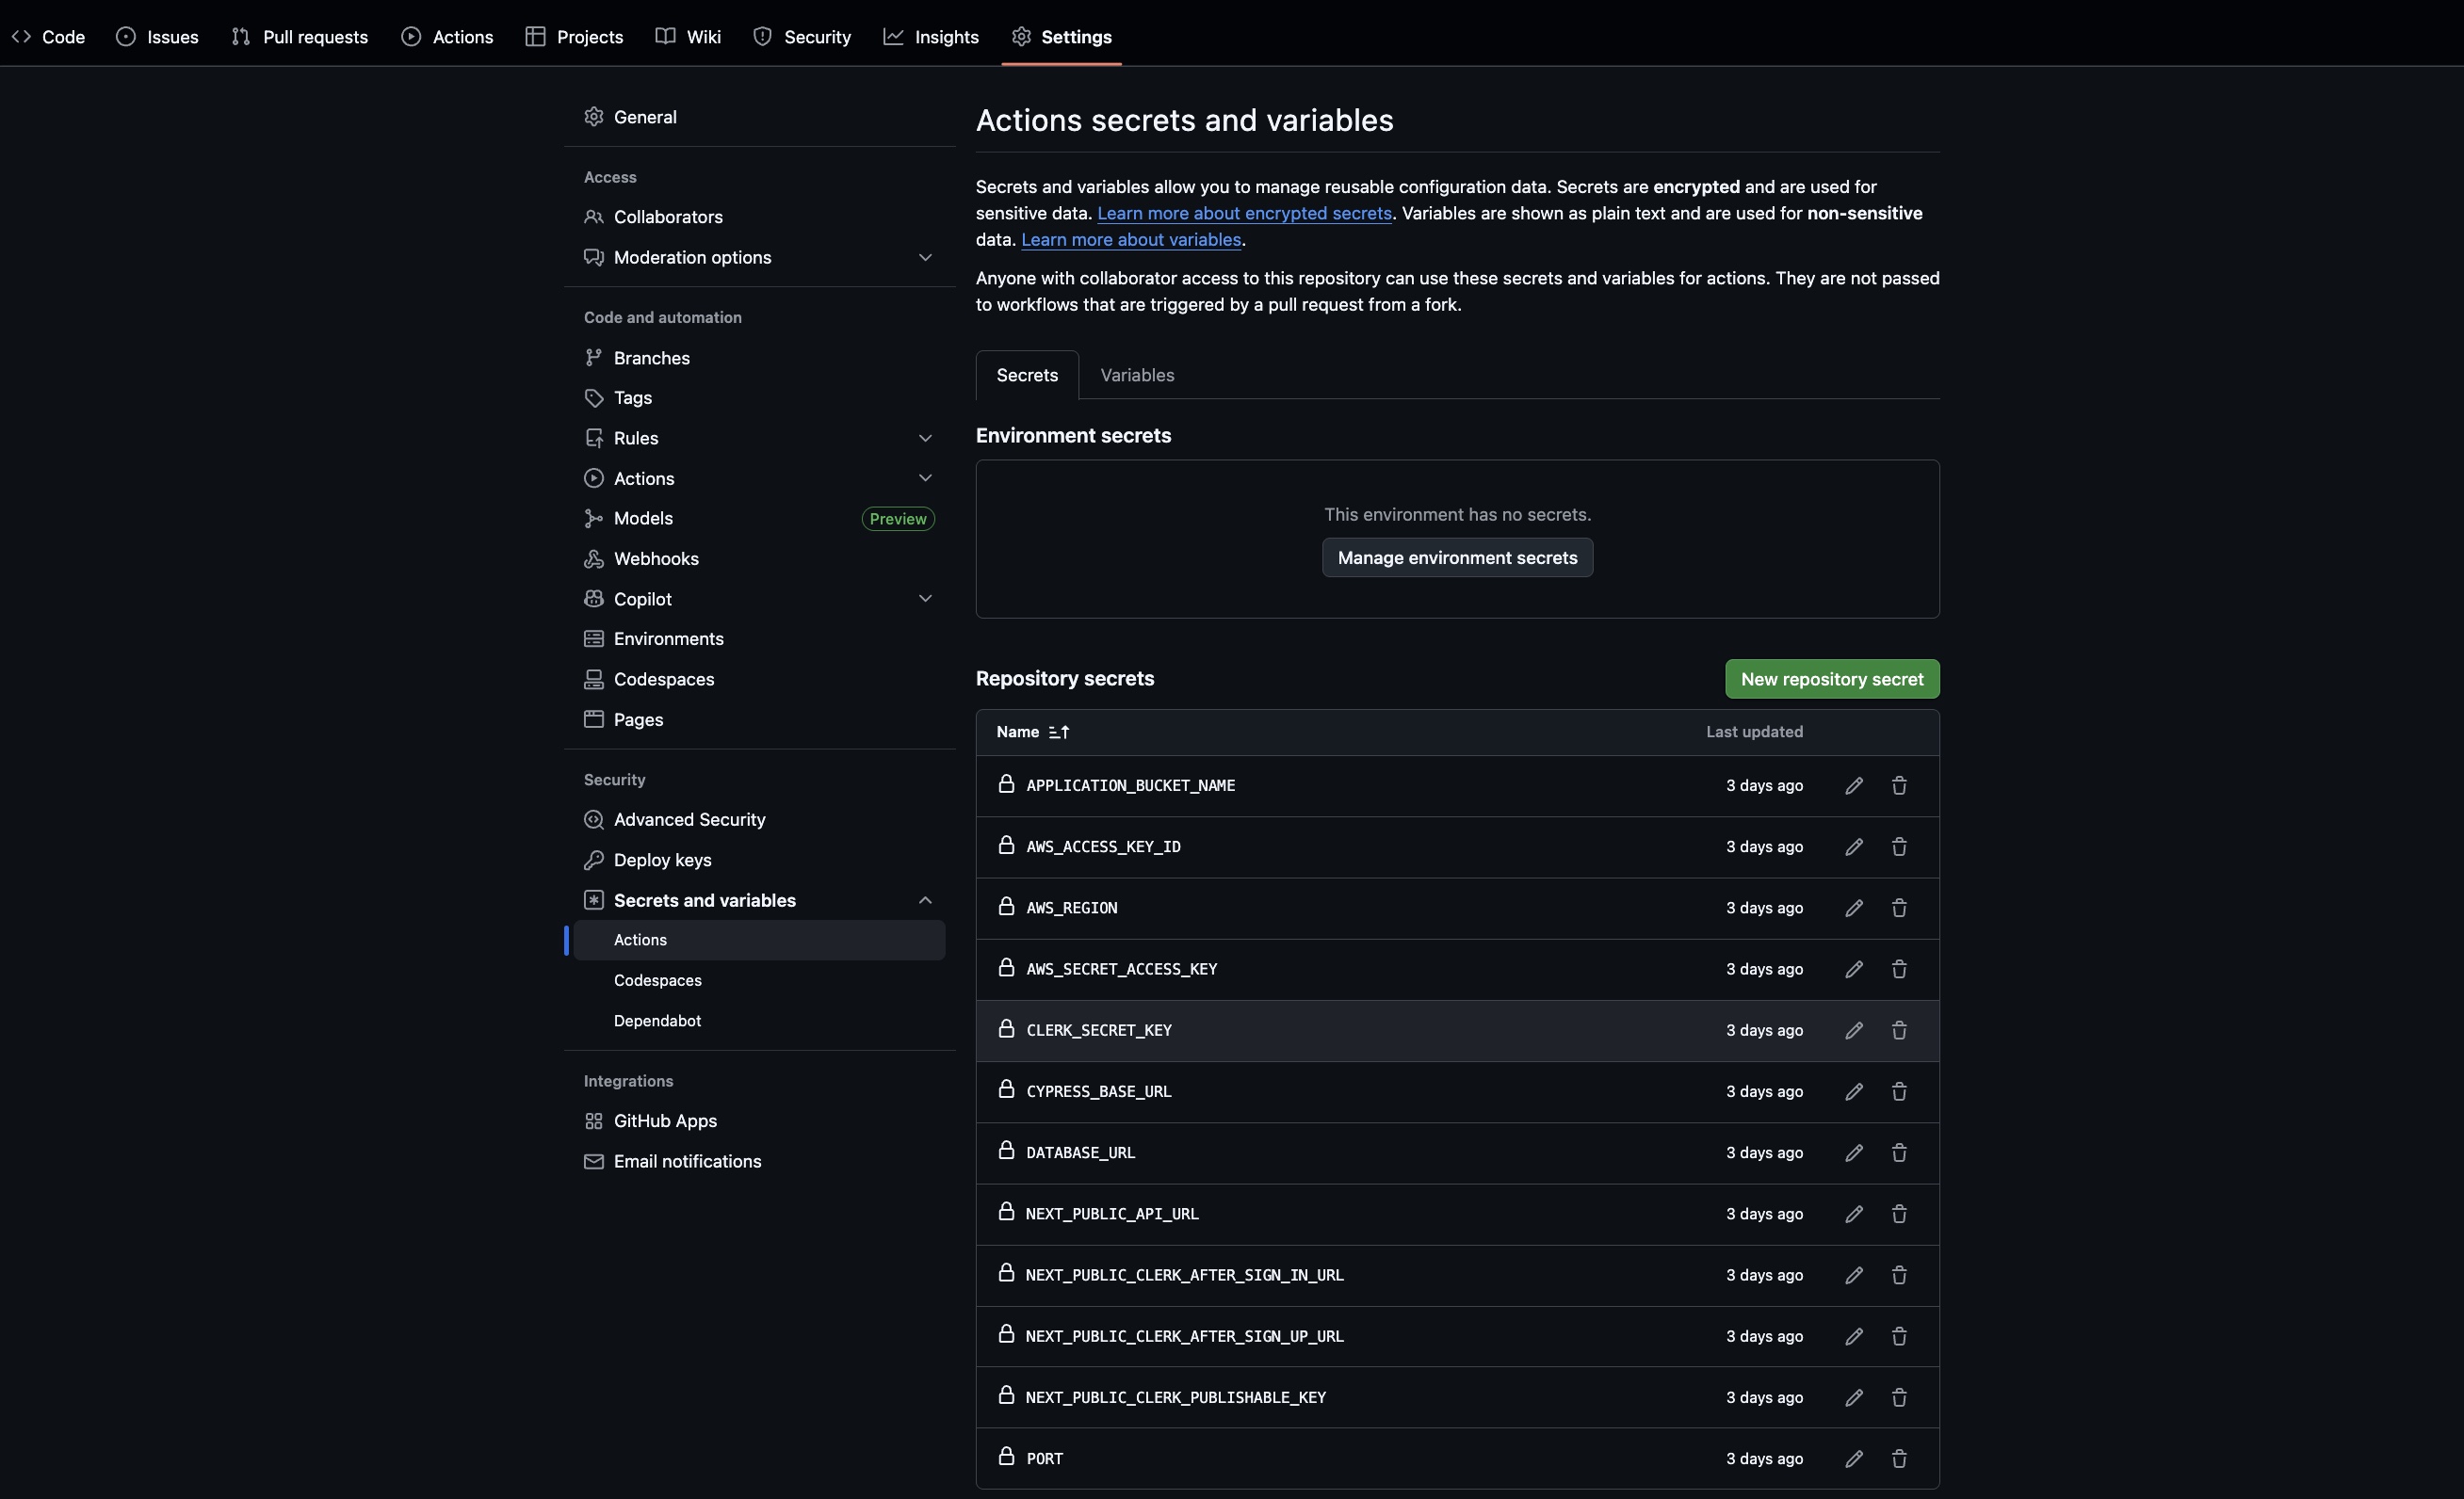 Code
Issues
Pull requests
Actions
Projects
Wiki
Security
Insights
Settings
General
Access
Collaborators
Moderation options
Code and automation
Branches
Tags
Rules
Actions
Models
Preview
Webhooks
Copilot
Environments
Codespaces
Pages
Security
Advanced Security
Deploy keys
Secrets and variables
Actions
Codespaces
Dependabot
Integrations
GitHub Apps
Email notifications
Actions secrets and variables
Secrets and variables allow you to manage reusable configuration data. Secrets are encrypted and are used for
sensitive data. Learn more about encrypted secrets. Variables are shown as plain text and are used for non-sensitive
data. Learn more about variables.
Anyone with collaborator access to this repository can use these secrets and variables for actions. They are not passed
to workflows that are triggered by a pull request from a fork.
Secrets
Variables
Environment secrets
This environment has no secrets.
Manage environment secrets
Repository secrets
New repository secret
Name Last updated
APPLICATION_BUCKET_NAME 3 days ago
AWS_ACCESS_KEY_ID 3 days ago
AWS_REGION 3 days ago
AWS_SECRET_ACCESS_KEY 3 days ago
CLERK_SECRET_KEY 3 days ago
CYPRESS_BASE_URL 3 days ago
DATABASE_URL 3 days ago
NEXT_PUBLIC_API_URL 3 days ago
NEXT_PUBLIC_CLERK_AFTER_SIGN_IN_URL 3 days ago
NEXT_PUBLIC_CLERK_AFTER_SIGN_UP_URL 3 days ago
NEXT_PUBLIC_CLERK_PUBLISHABLE_KEY 3 days ago
PORT 3 days ago